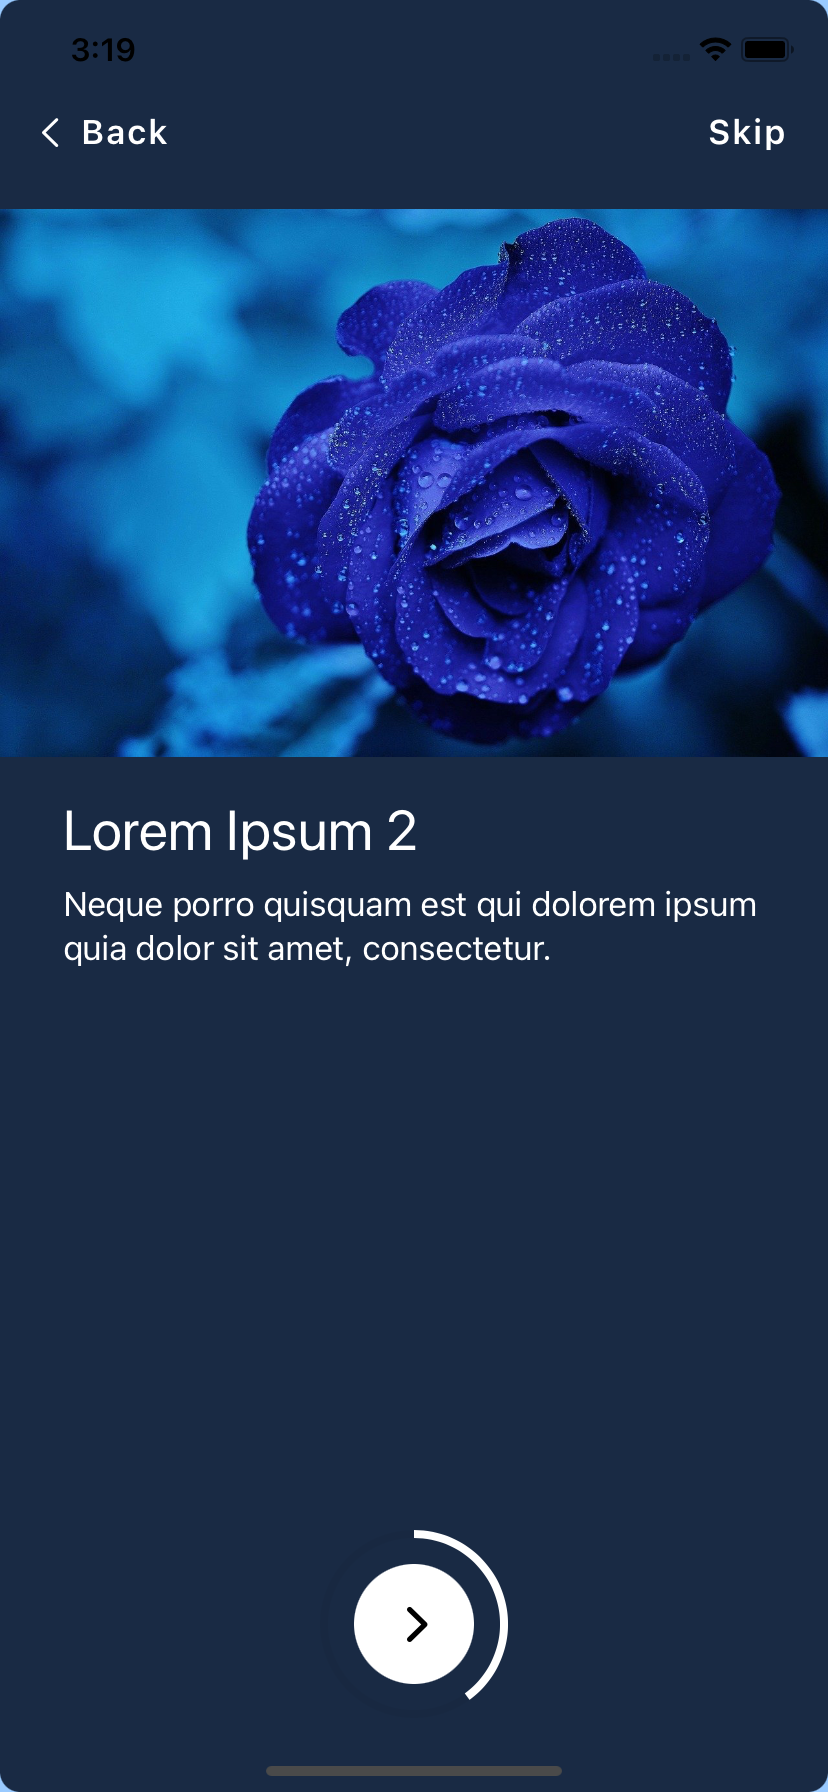 3:19
Back
Skip
Lorem Ipsum 2
Neque porro quisquam est qui dolorem ipsum
quia dolor sit amet, consectetur.